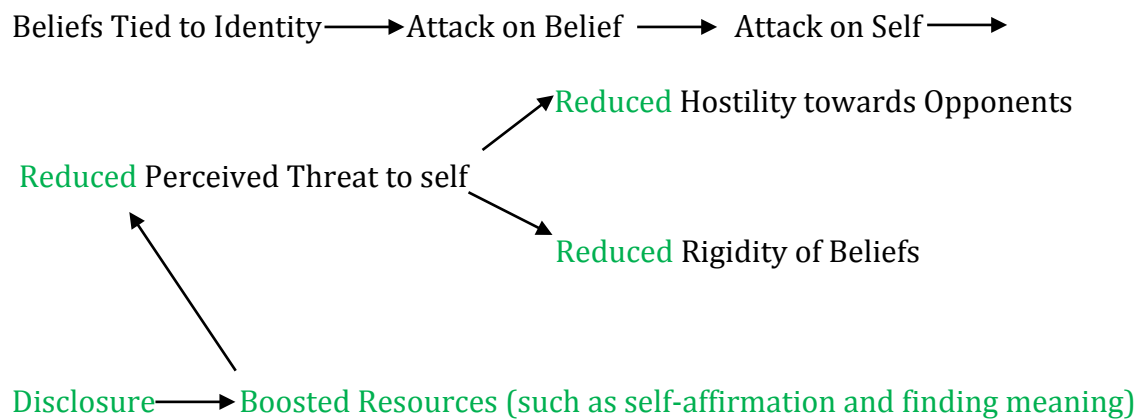 Beliefs Tied to Identity Attack on Belief Attack on Self
Reduced Hostility towards Opponents
Reduced Perceived Threat to self
Reduced Rigidity of Beliefs
Disclosure Boosted Resources (such as self-affirmation and finding meaning)